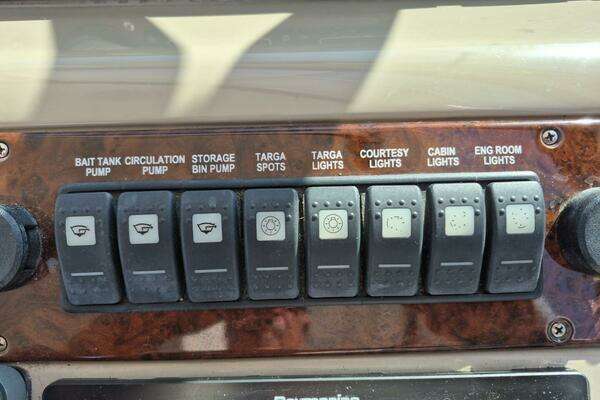 BAIT TANK PUMP
CIRCULATION PUMP
STORAGE BIN PUMP
TARGA SPOTS
TARGA LIGHTS
COURTESY LIGHTS
CABIN LIGHTS
ENG ROOM LIGHTS
Raymarine